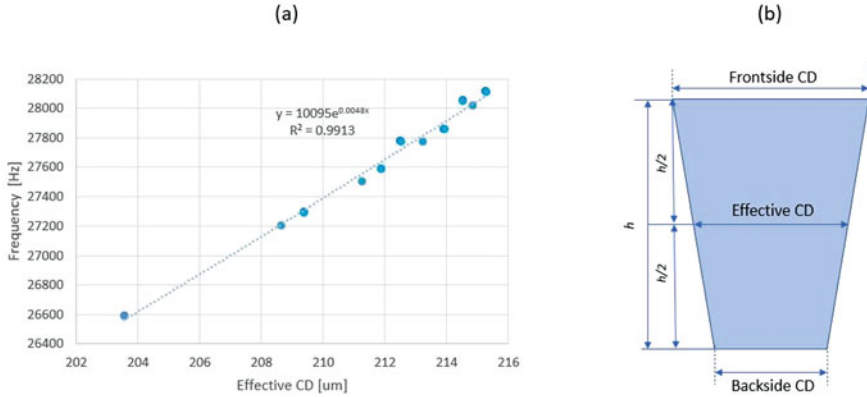 (a)
(b)
28200
28000
27800
27600
27400
27200
27000
26800
26600
26400
Frequency [Hz]
y = 10095e^0.0048x
R² = 0.9913
202
204
206
208
210
212
214
216
Effective CD [um]
Frontside CD
h/2
h
Effective CD
h/2
Backside CD